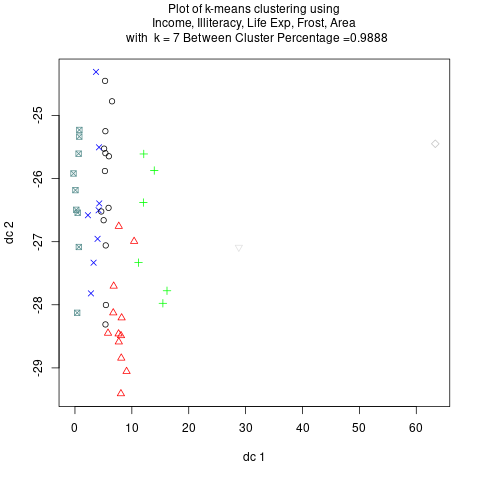 Plot of k-means clustering using
Income, Illiteracy, Life Exp, Frost, Area
with  k = 7 Between Cluster Percentage =0.9888
dc 2
-25
-26
-27
-28
-29
0 10 20 30 40 50 60
dc 1